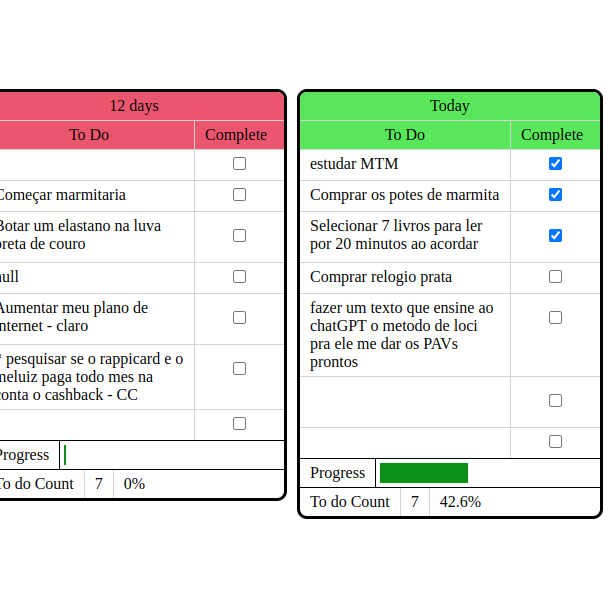 12 days
To Do Complete
Começar marmitaria
Botar um elastano na luva
preta de couro
null
Aumentar meu plano de
internet - claro
* pesquisar se o rappicard e o
meluiz paga todo mes na
conta o cashback - CC
Progress
To do Count 7 0%
Today
To Do Complete
estudar MTM
Comprar os potes de marmita
Selecionar 7 livros para ler
por 20 minutos ao acordar
Comprar relogio prata
fazer um texto que ensine ao
chatGPT o metodo de loci
pra ele me dar os PAVs
prontos
Progress
To do Count 7 42.6%